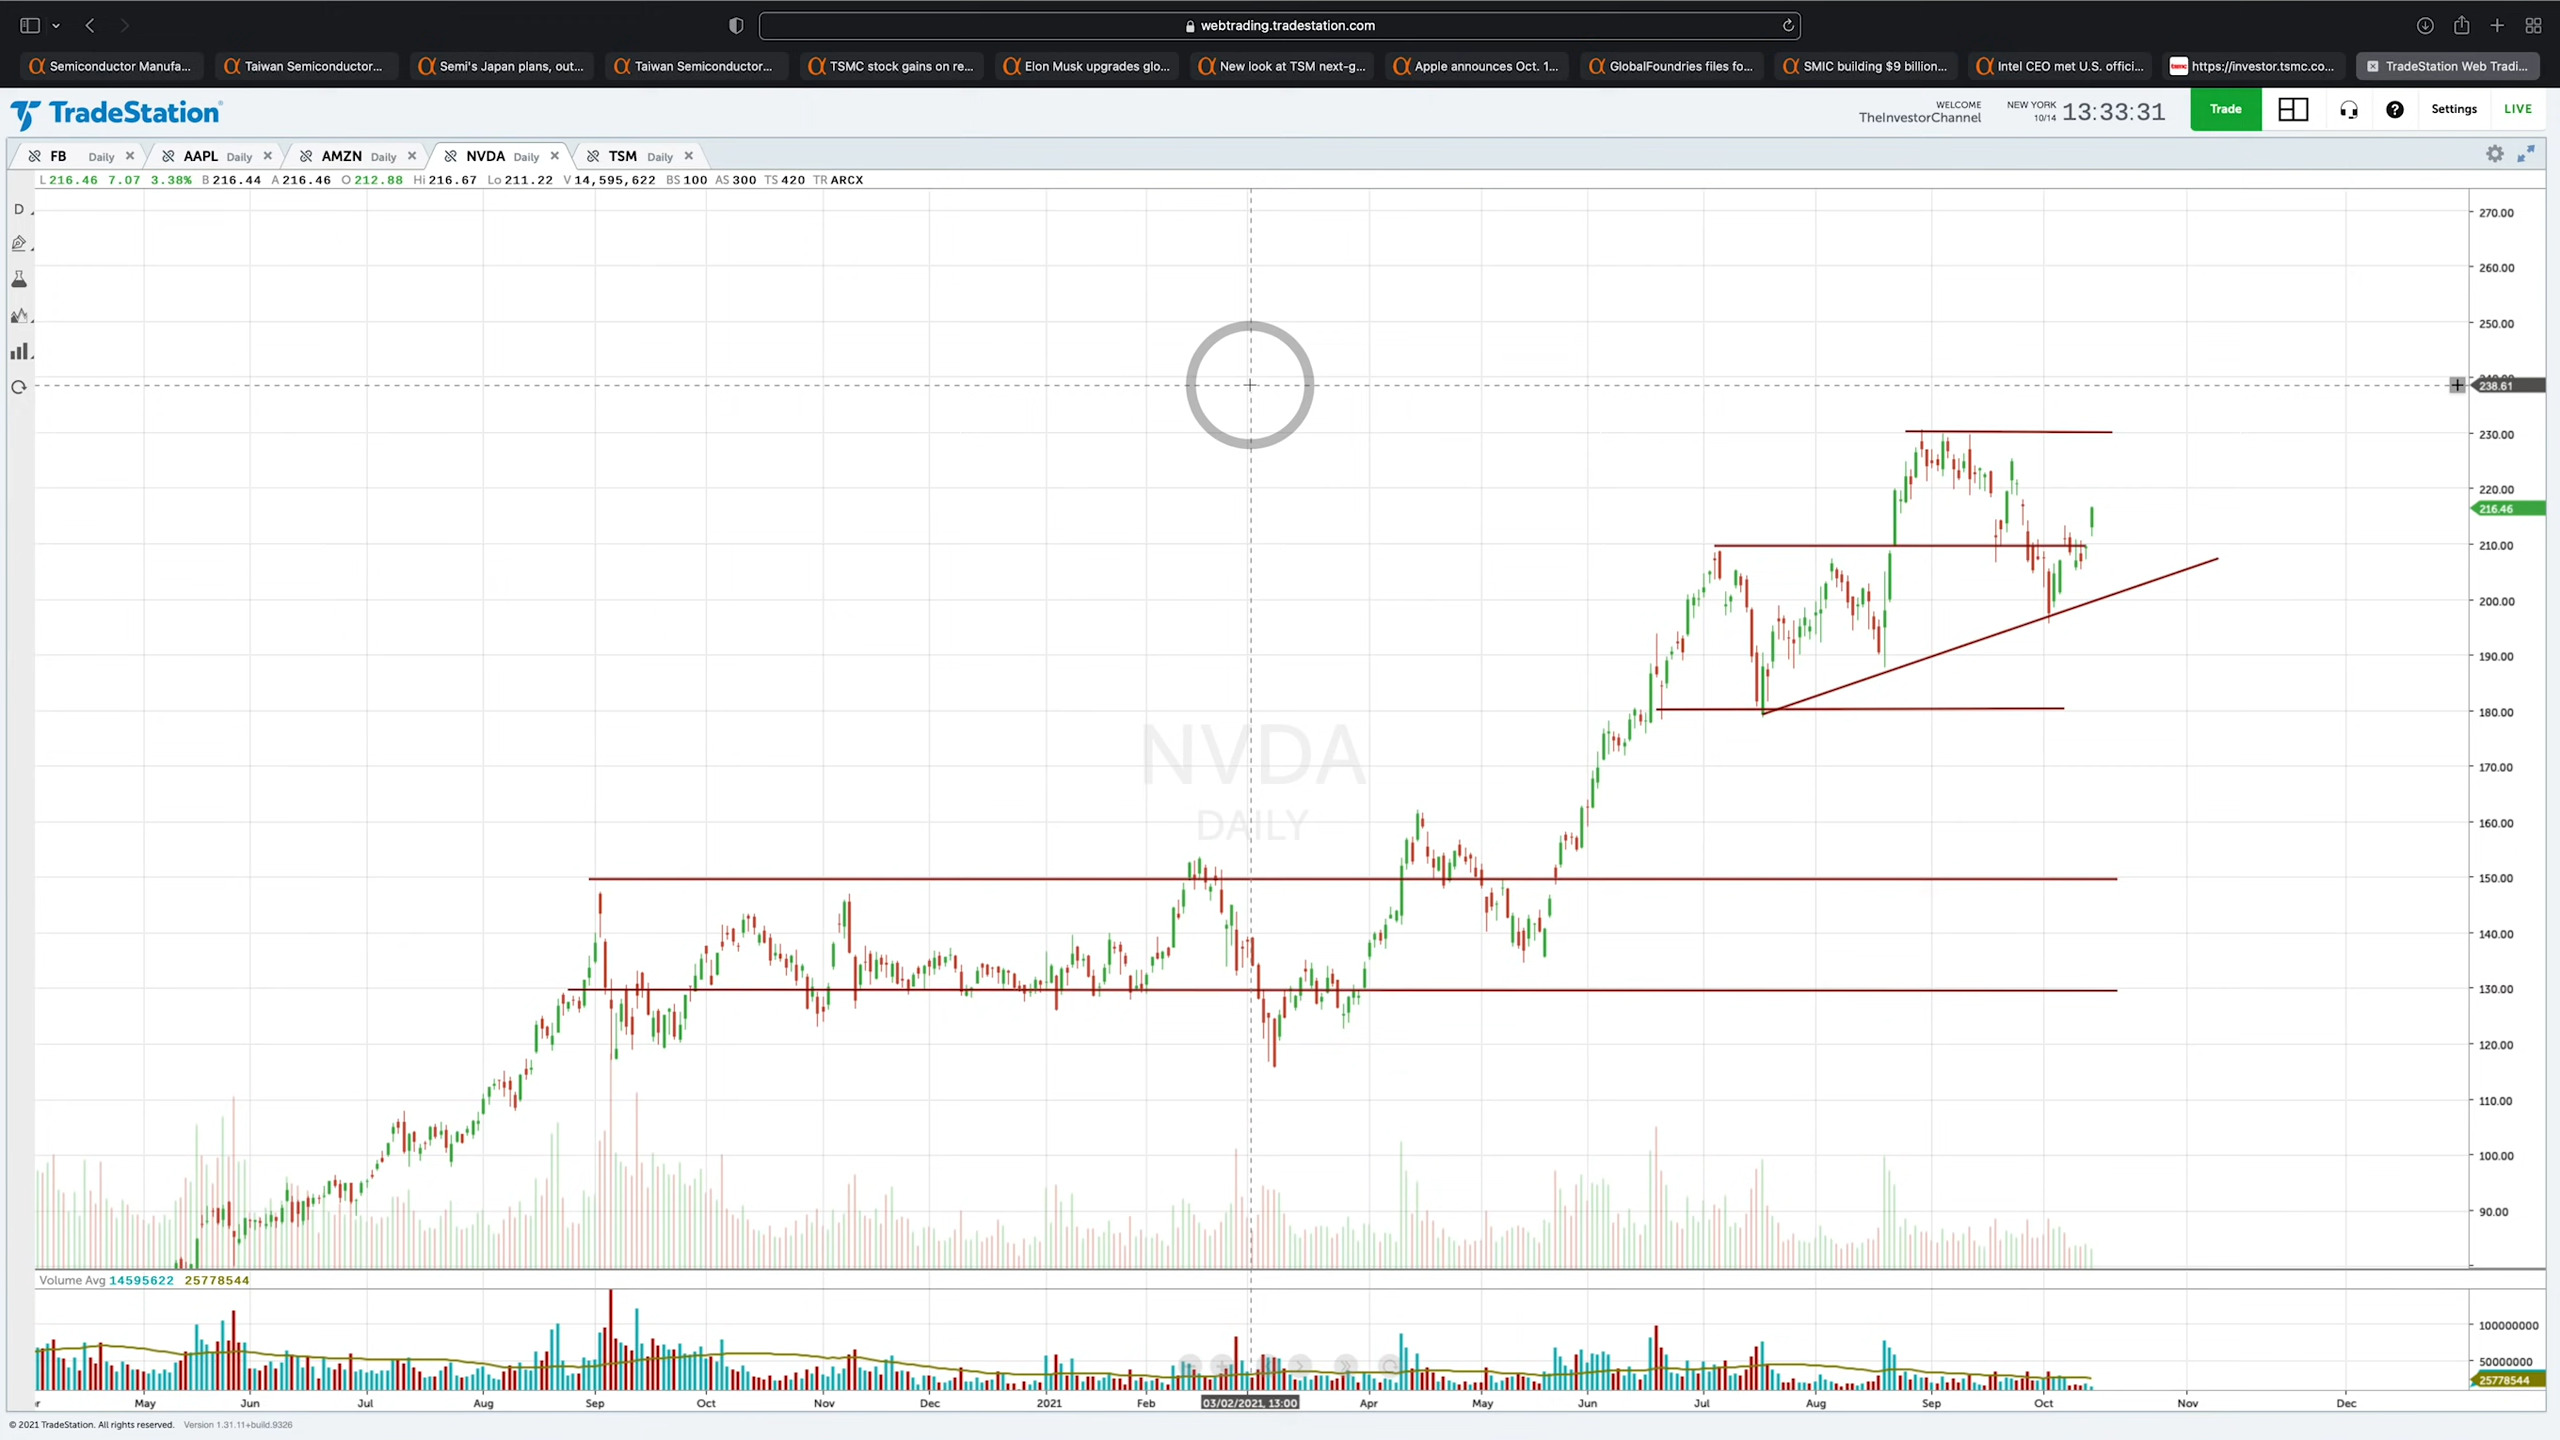 webtrading.tradestation.com
Semiconductor Manufa...
Taiwan Semiconductor...
Semi's Japan plans, out...
Taiwan Semiconductor...
TSMC stock gains on re...
Elon Musk upgrades glo...
New look at TSM next-g...
Apple announces Oct. 1...
GlobalFoundries files fo...
SMIC building $9 billion...
Intel CEO met U.S. offici...
https://investor.tsmc.co...
TradeStation Web Tradi...
TradeStation
WELCOME
TheInvestorChannel
NEW YORK
10/14
13:33:31
Trade
Settings
LIVE
FB Daily
AAPL Daily
AMZN Daily
NVDA Daily
TSM Daily
L 216.46 7.07 3.38% B 216.44 A 216.46 O 212.88 Hi 216.67 Lo 211.22 V 14,595,622 BS 100 AS 300 TS 420 TR ARCX
D
270.00
260.00
250.00
238.61
230.00
220.00
216.46
210.00
200.00
190.00
180.00
170.00
160.00
150.00
140.00
130.00
120.00
110.00
100.00
90.00
NVDA
DAILY
Volume Avg 14595622 25778544
100000000
50000000
25778544
May Jun Jul Aug Sep Oct Nov Dec 2021 Feb 03/02/2021, 13:00 Apr May Jun Jul Aug Sep Oct Nov Dec
© 2021 TradeStation. All rights reserved. Version 1.31.11+build.9326